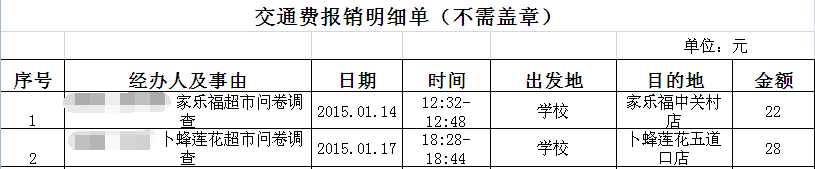 交通费报销明细单（不需盖章）
单位：元
序号 经办人及事由 日期 时间 出发地 目的地 金额
1 家乐福超市问卷调查 2015.01.14 12:32-12:48 学校 家乐福中关村店 22
2 卜蜂莲花超市问卷调查 2015.01.17 18:28-18:44 学校 卜蜂莲花五道口店 28